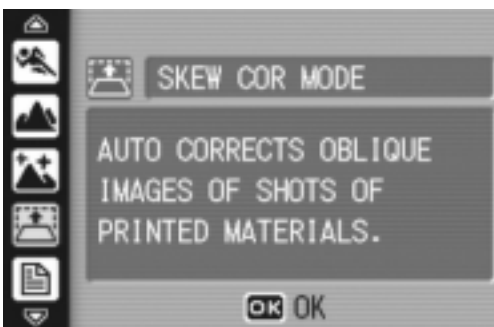 SKEW COR MODE
AUTO CORRECTS OBLIQUE
IMAGES OF SHOTS OF
PRINTED MATERIALS.
OK OK